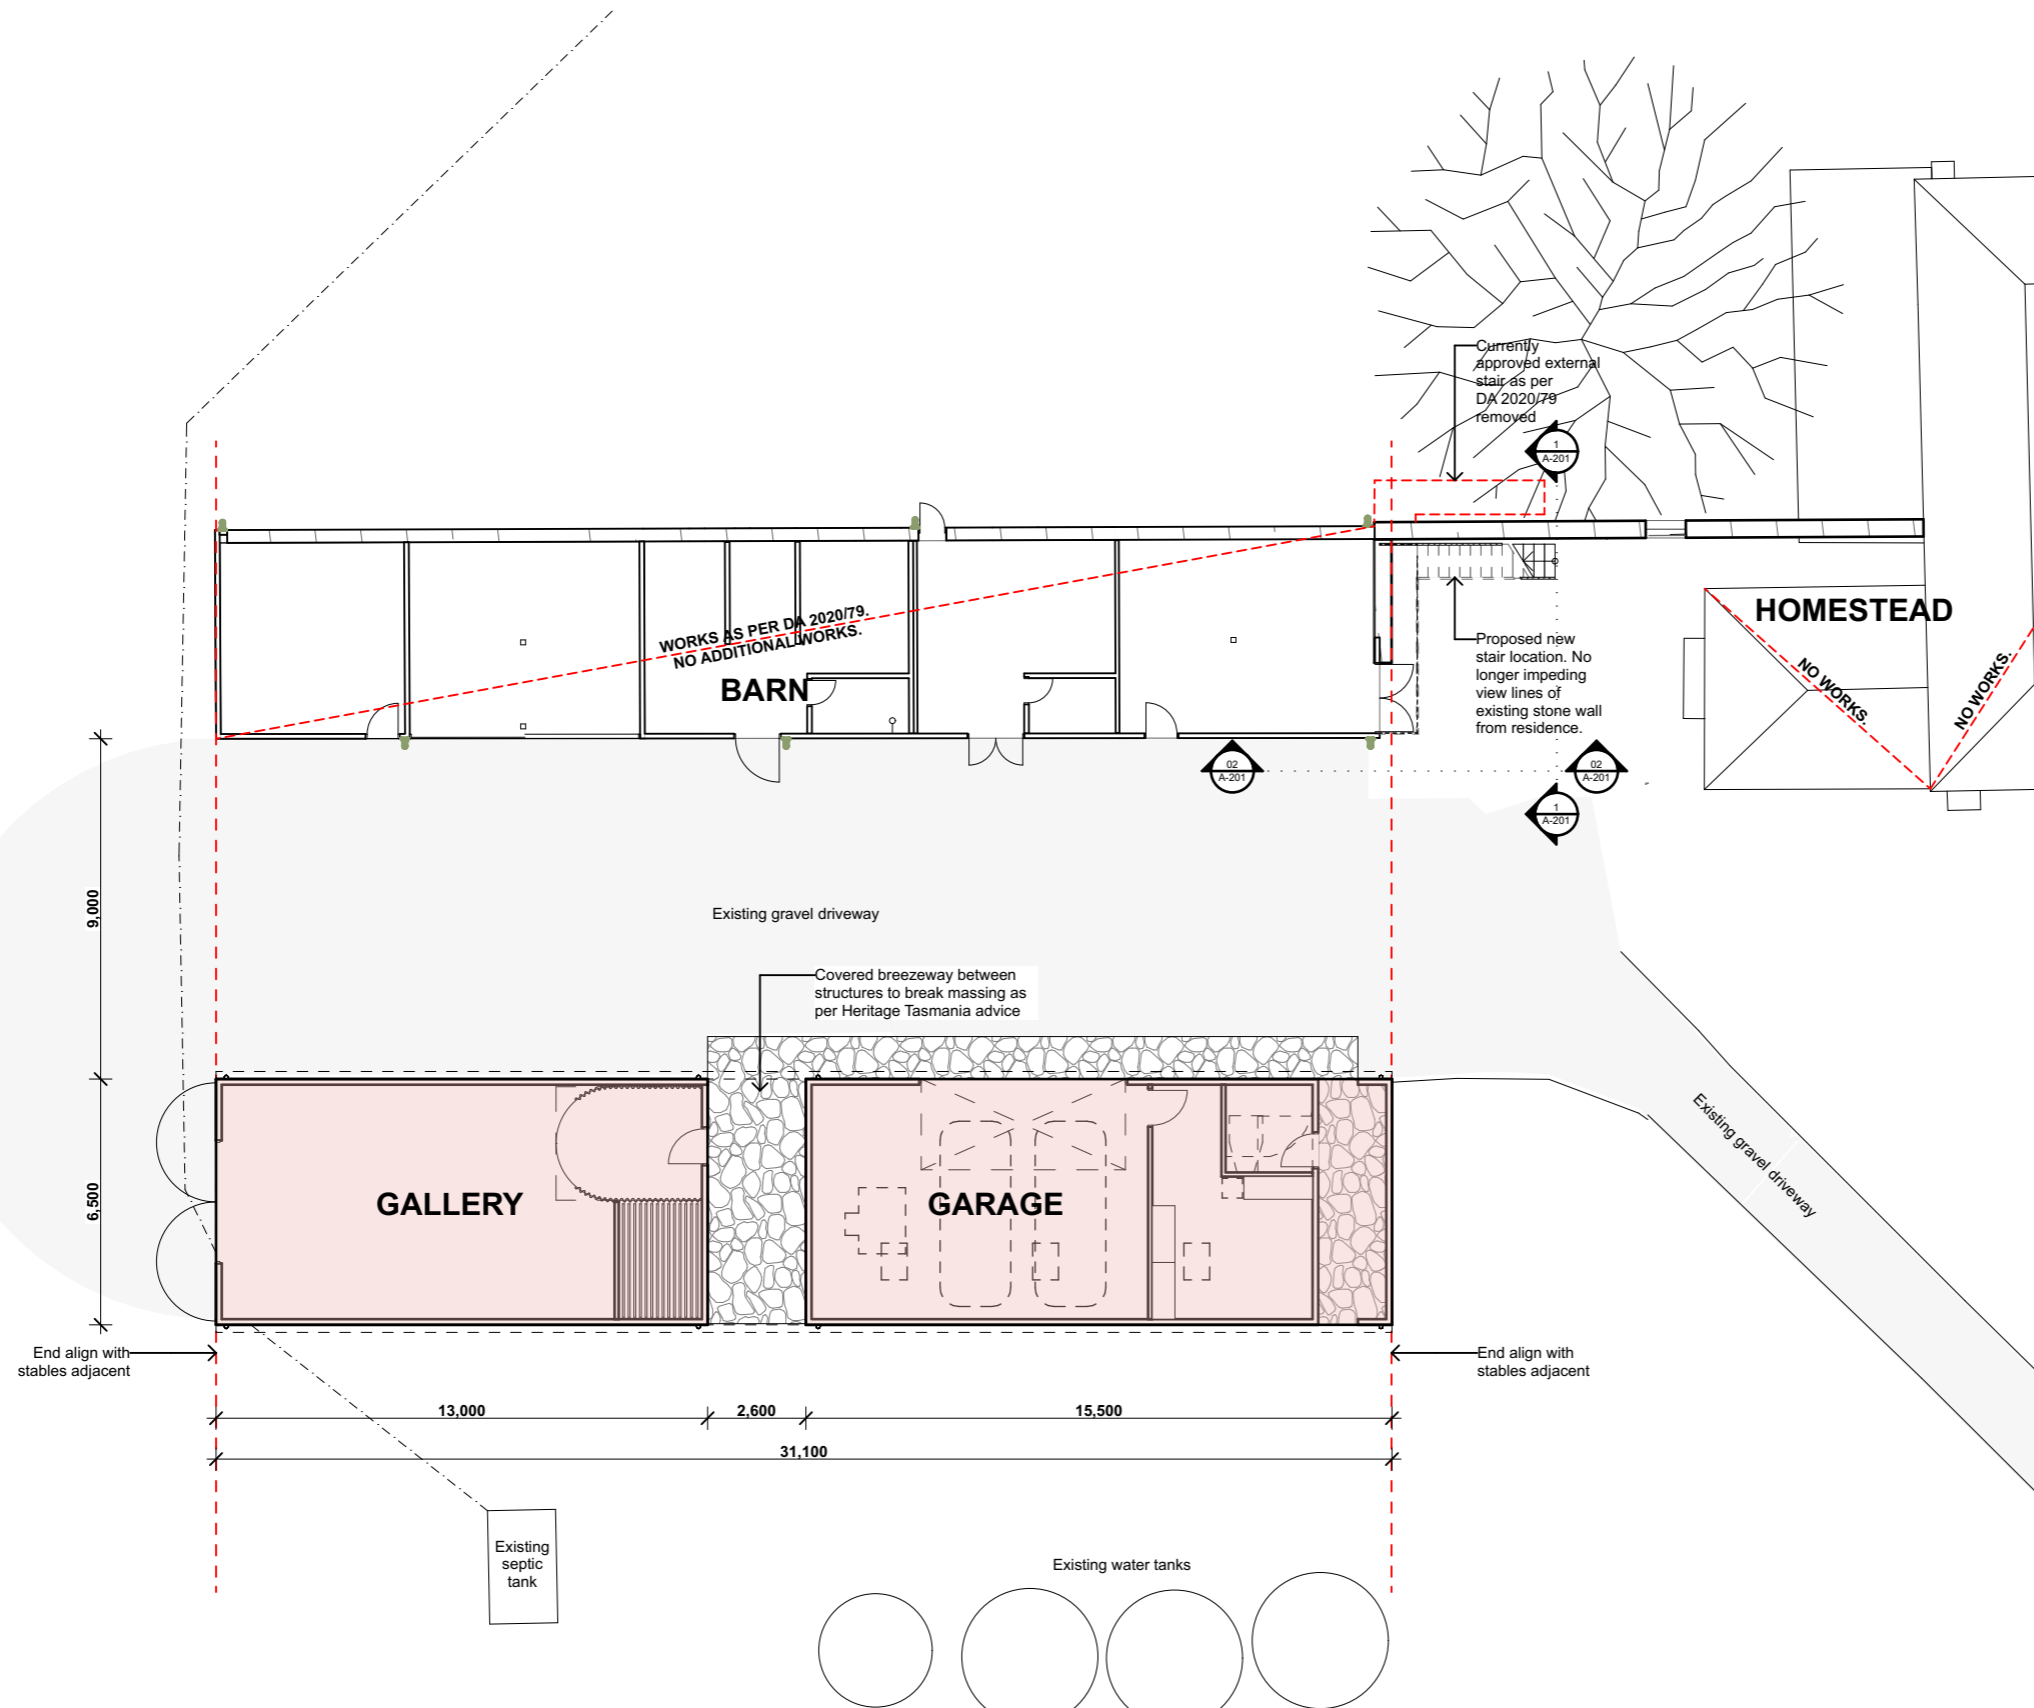 Currently
approved external
stair as per
DA 2020/79
removed
1
A-201
WORKS AS PER DA 2020/79.
NO ADDITIONAL WORKS.
BARN
HOMESTEAD
NO WORKS.
NO WORKS.
Proposed new
stair location. No
longer impeding
view lines of
existing stone wall
from residence.
02
A-201
02
A-201
1
A-201
9,000
Existing gravel driveway
Covered breezeway between
structures to break massing as
per Heritage Tasmania advice
Existing gravel driveway
6,500
GALLERY
GARAGE
End align with
stables adjacent
End align with
stables adjacent
13,000
2,600
15,500
31,100
Existing
septic
tank
Existing water tanks